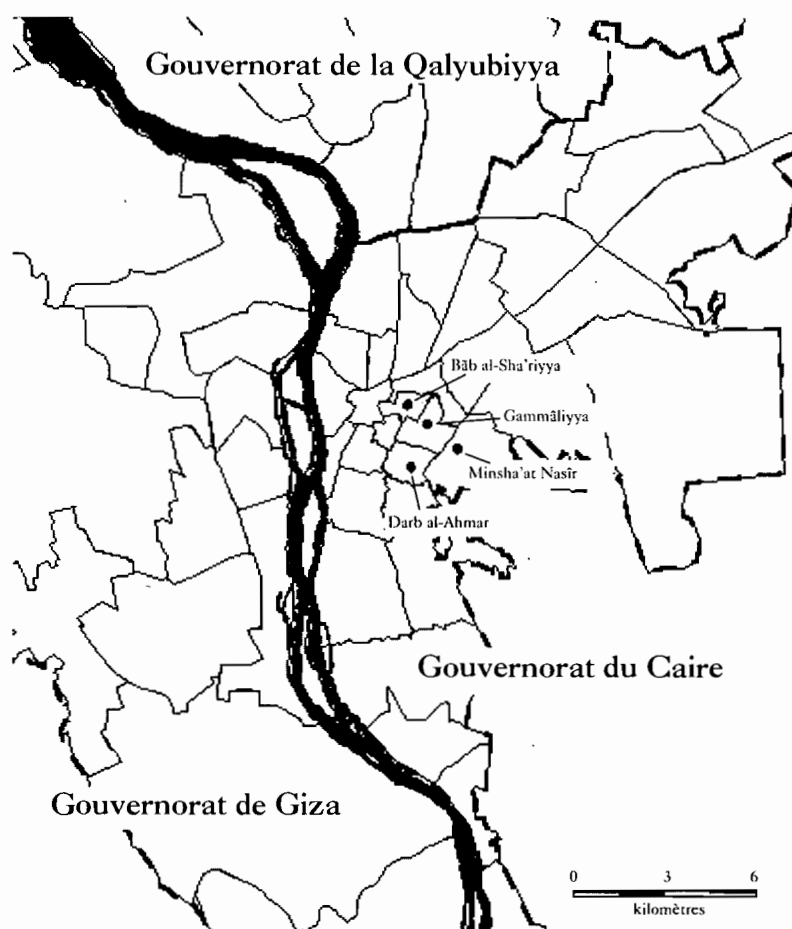 Gouvernorat de la Qalyubiyya
Bāb al-Sha'riyya
Gammâliyya
Minsha'at Nasîr
Darb al-Ahmar
Gouvernorat du Caire
Gouvernorat de Giza
0 3 6
kilomètres